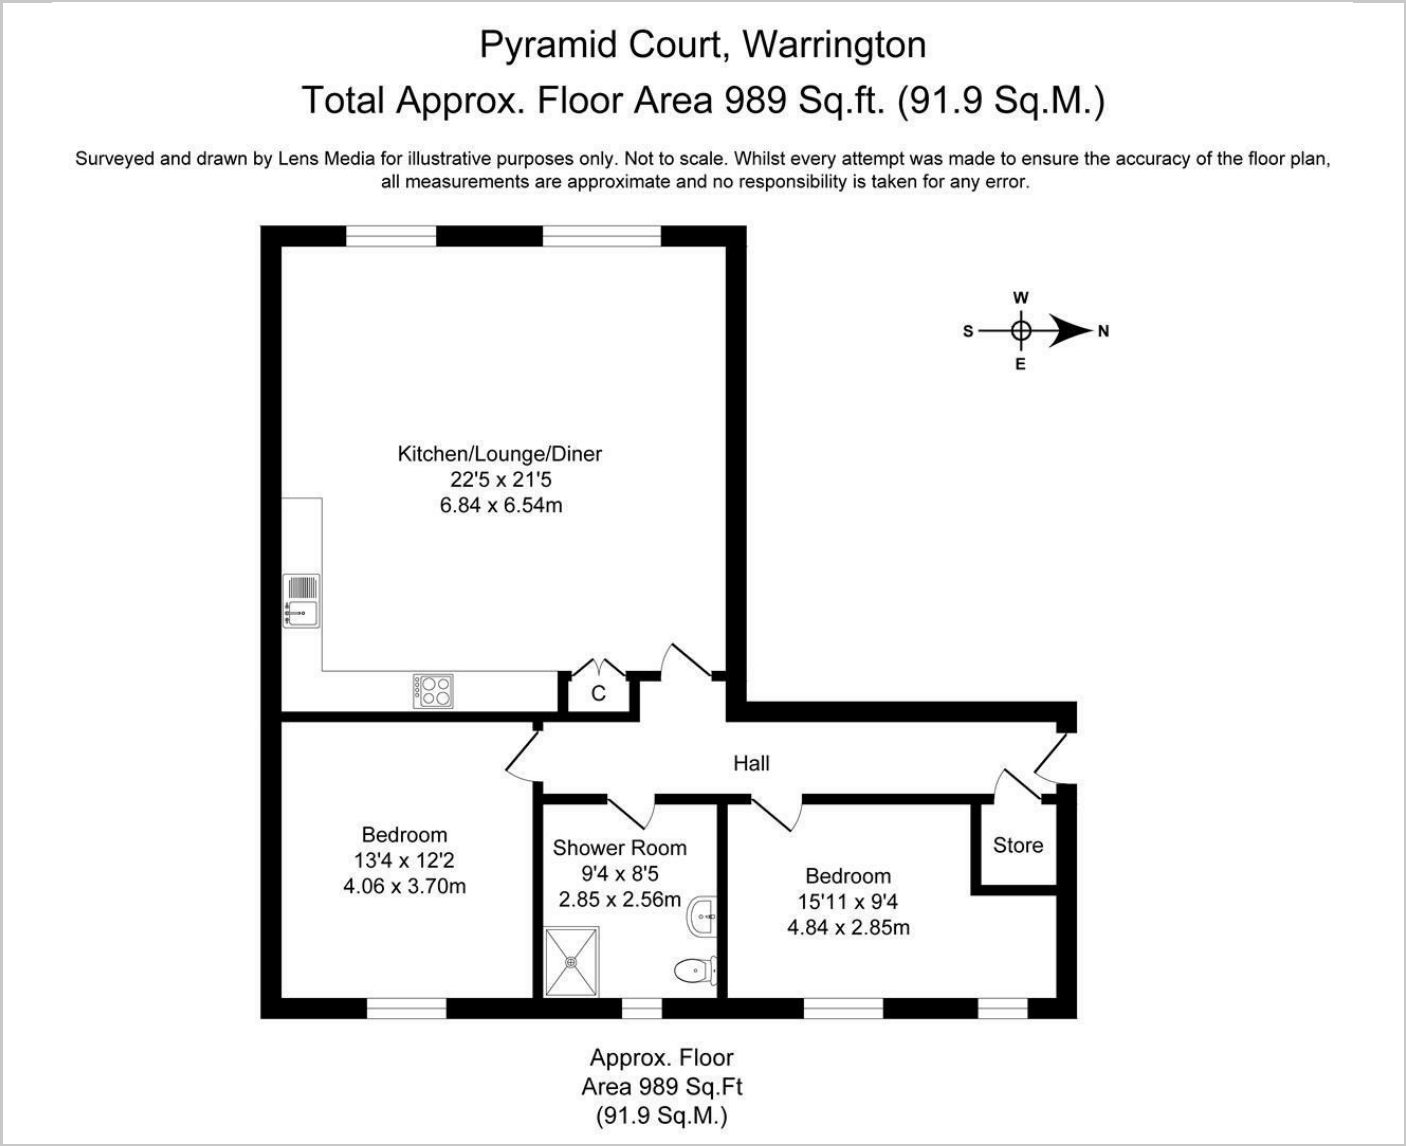 Pyramid Court, Warrington
Total Approx. Floor Area 989 Sq.ft. (91.9 Sq.M.)
Surveyed and drawn by Lens Media for illustrative purposes only. Not to scale. Whilst every attempt was made to ensure the accuracy of the floor plan,
all measurements are approximate and no responsibility is taken for any error.
W
S
N
E
Kitchen/Lounge/Diner
22'5 x 21'5
6.84 x 6.54m
C
Hall
Bedroom
13'4 x 12'2
4.06 x 3.70m
Shower Room
9'4 x 8'5
2.85 x 2.56m
Bedroom
15'11 x 9'4
4.84 x 2.85m
Store
Approx. Floor
Area 989 Sq.Ft
(91.9 Sq.M.)